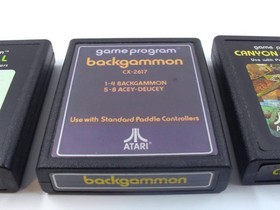 game program
backgammon
CX-2617
1-4 BACKGAMMON
5-8 ACEY-DEUCEY
Use with Standard Paddle Controllers
ATARI
backgammon
game pro
CANYON